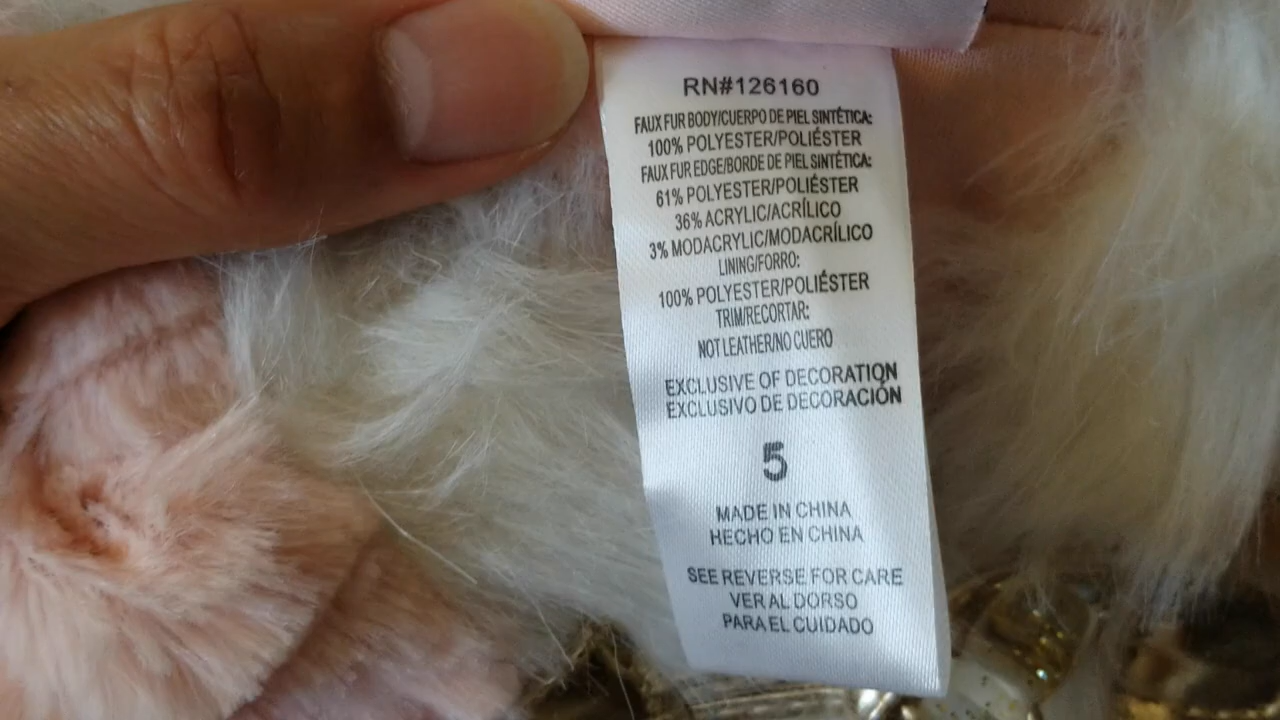 RN#126160
FAUX FUR BODY/CUERPO DE PIEL SINTÉTICA:
100% POLYESTER/POLIÉSTER
FAUX FUR EDGE/BORDE DE PIEL SINTÉTICA:
61% POLYESTER/POLIÉSTER
36% ACRYLIC/ACRÍLICO
3% MODACRYLIC/MODACRÍLICO
LINING/FORRO:
100% POLYESTER/POLIÉSTER
TRIM/RECORTAR:
NOT LEATHER/NO CUERO
EXCLUSIVE OF DECORATION
EXCLUSIVO DE DECORACIÓN
5
MADE IN CHINA
HECHO EN CHINA
SEE REVERSE FOR CARE
VER AL DORSO
PARA EL CUIDADO